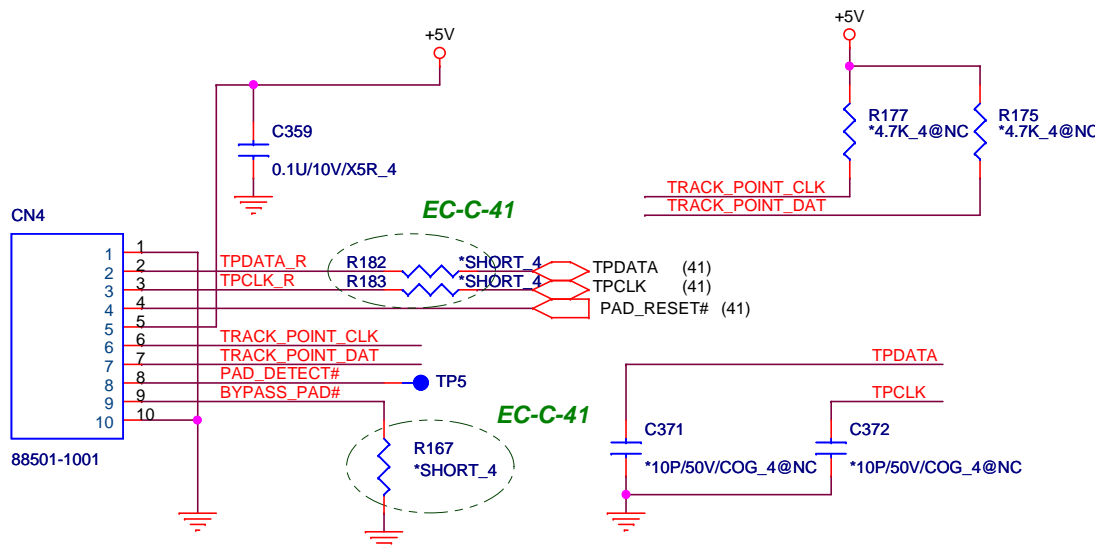 +5V
+5V
C359
0.1U/10V/X5R_4
R177
*4.7K_4@NC
R175
*4.7K_4@NC
TRACK_POINT_CLK
TRACK_POINT_DAT
CN4
EC-C-41
1 1
2 2 TPDATA_R R182 *SHORT_4 TPDATA (41)
3 3 TPCLK_R R183 *SHORT_4 TPCLK (41)
4 4 PAD_RESET# (41)
5 5
6 6 TRACK_POINT_CLK
7 7 TRACK_POINT_DAT
8 8 PAD_DETECT# TP5
9 9 BYPASS_PAD#
10 10
88501-1001
EC-C-41
R167
*SHORT_4
TPDATA
TPCLK
C371
*10P/50V/COG_4@NC
C372
*10P/50V/COG_4@NC